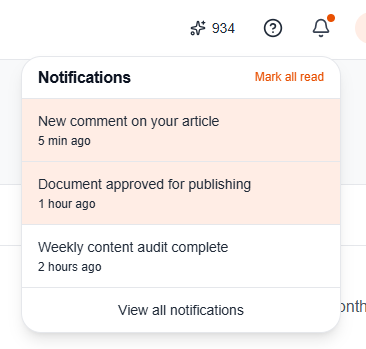 934
Notifications
Mark all read
New comment on your article
5 min ago
Document approved for publishing
1 hour ago
Weekly content audit complete
2 hours ago
View all notifications